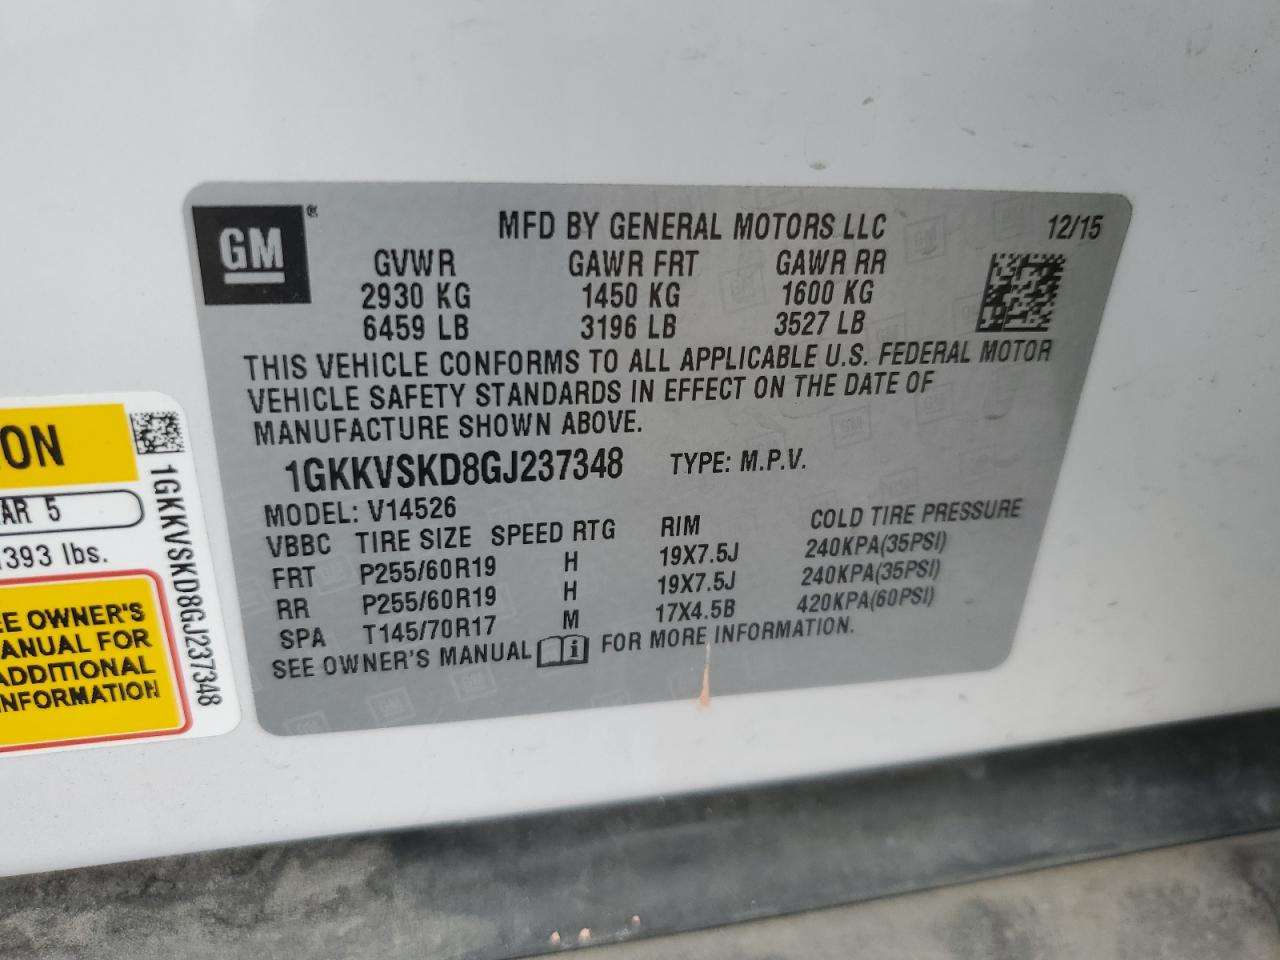 GM ®
MFD BY GENERAL MOTORS LLC 12/15
GVWR GAWR FRT GAWR RR
2930 KG 1450 KG 1600 KG
6459 LB 3196 LB 3527 LB
THIS VEHICLE CONFORMS TO ALL APPLICABLE U.S. FEDERAL MOTOR
VEHICLE SAFETY STANDARDS IN EFFECT ON THE DATE OF
MANUFACTURE SHOWN ABOVE.
1GKKVSKD8GJ237348 TYPE: M.P.V.
MODEL: V14526
VBBC TIRE SIZE SPEED RTG RIM COLD TIRE PRESSURE
FRT P255/60R19 H 19X7.5J 240KPA(35PSI)
RR P255/60R19 H 19X7.5J 240KPA(35PSI)
SPA T145/70R17 M 17X4.5B 420KPA(60PSI)
SEE OWNER'S MANUAL i FOR MORE INFORMATION.
ON
AR 5
393 lbs.
EE OWNER'S
ANUAL FOR
ADDITIONAL
NFORMATION
1GKKVSKD8GJ237348